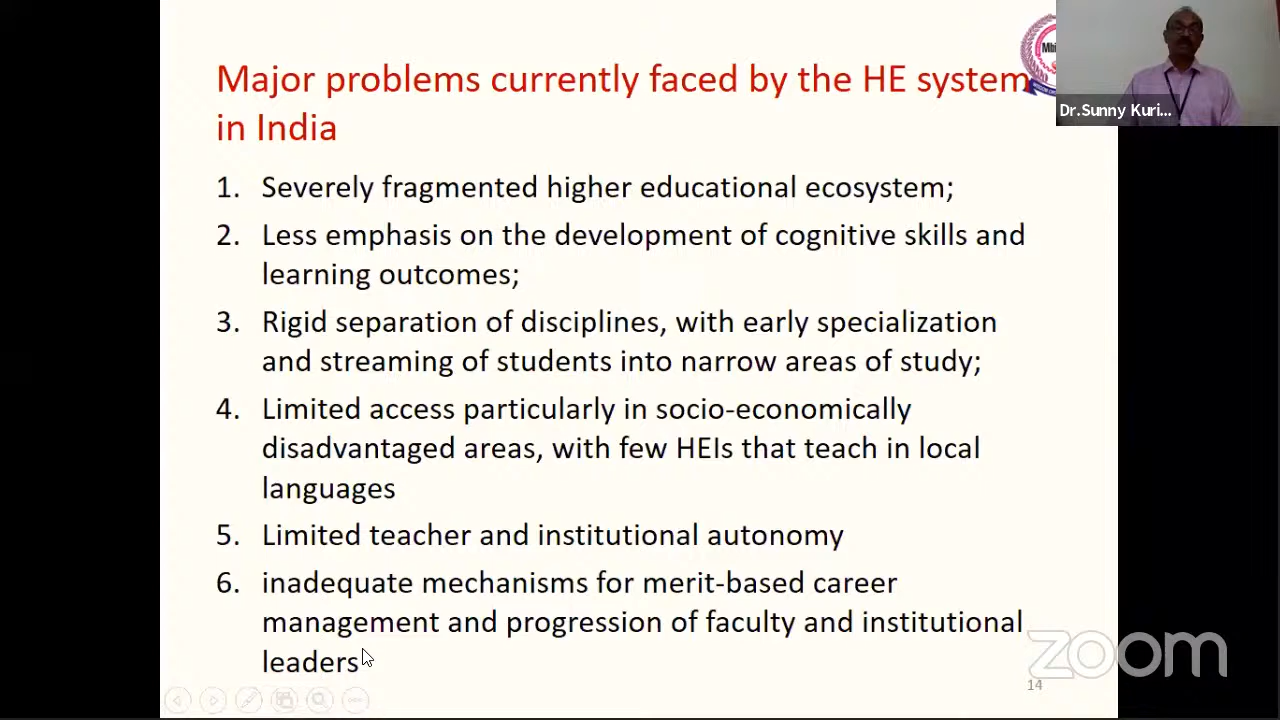 Major problems currently faced by the HE system
in India
1. Severely fragmented higher educational ecosystem;
2. Less emphasis on the development of cognitive skills and
learning outcomes;
3. Rigid separation of disciplines, with early specialization
and streaming of students into narrow areas of study;
4. Limited access particularly in socio-economically
disadvantaged areas, with few HEIs that teach in local
languages
5. Limited teacher and institutional autonomy
6. inadequate mechanisms for merit-based career
management and progression of faculty and institutional
leaders
14
Dr.Sunny Kuri...
zoom